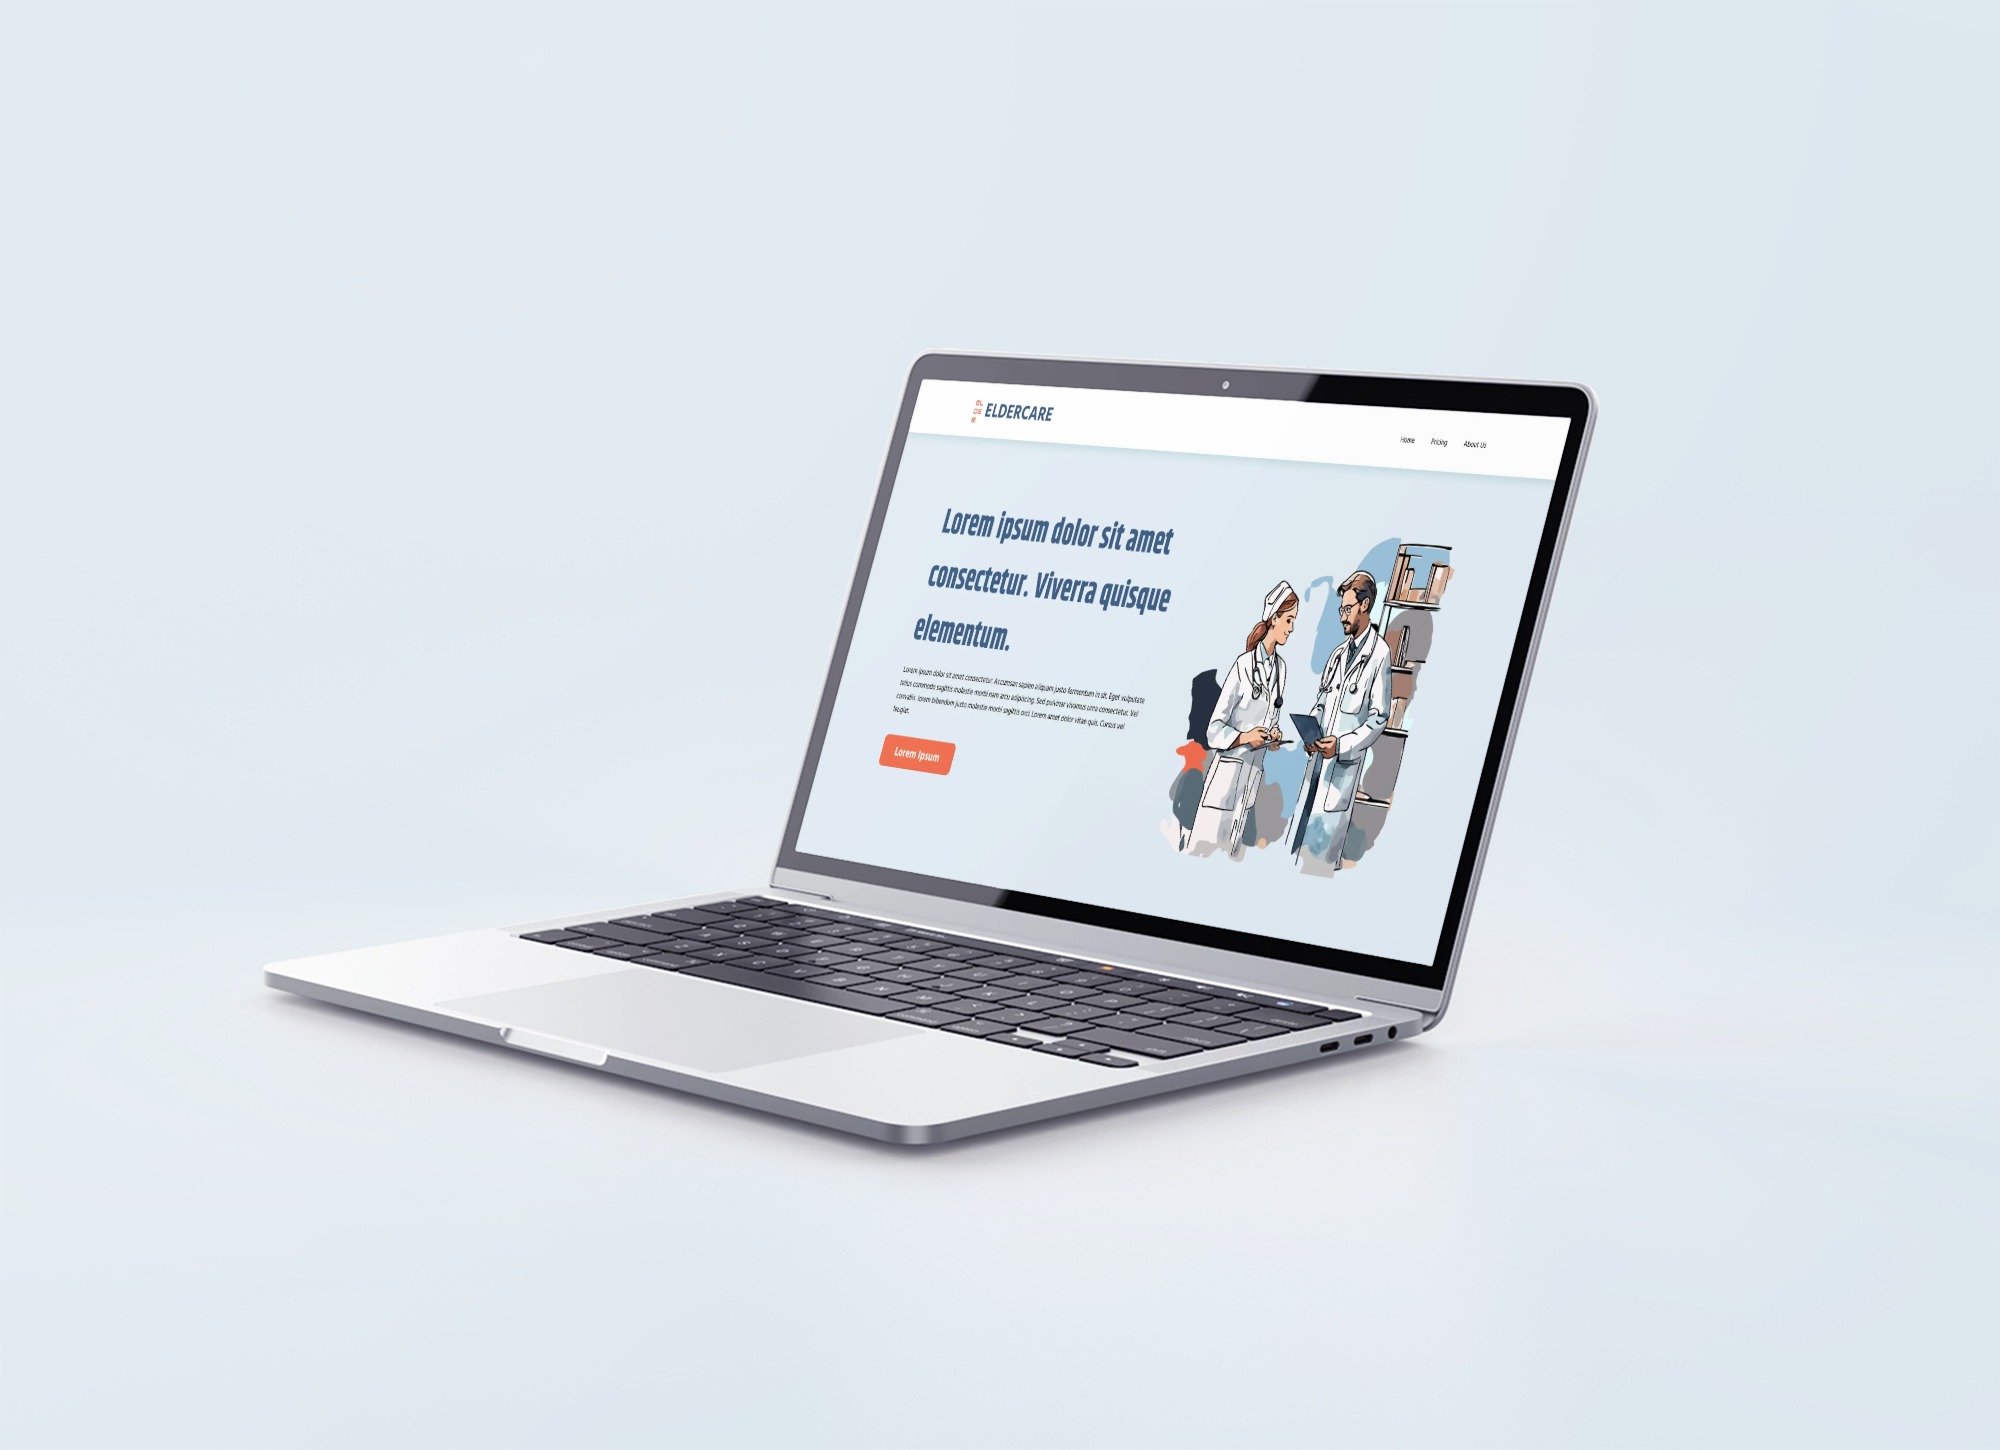 EL
DE
R
ELDERCARE
Home Pricing About Us
Lorem ipsum dolor sit amet
consectetur. Viverra quisque
elementum.
Lorem ipsum dolor sit amet consectetur. Accumsan sapien aliquam justo fermentum in sit. Eget vulputate
tellus commodo sagittis molestie morbi nam arcu adipiscing. Sed pulvinar vivamus urna consectetur. Vel
convallis lorem bibendum justo molestie morbi sagittis orci. Lorem amet dolor vitae quis. Cursus vel
feugiat.
Lorem Ipsum